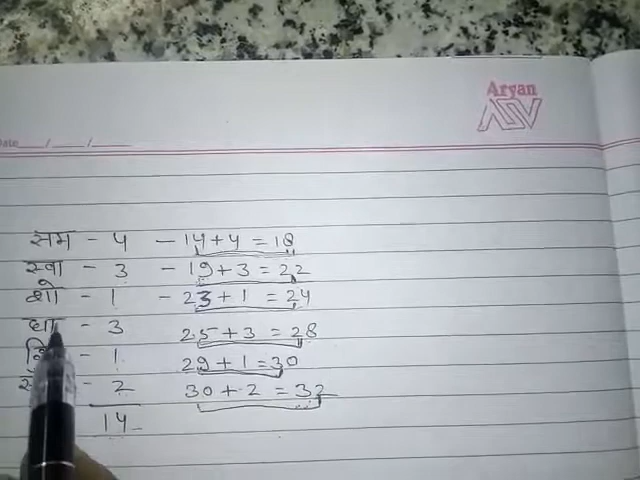 Aryan
Date / /
सम - 4 - 14+4 = 18
स्वा - 3 - 19+3 = 22
शो - 1 - 23+1 = 24
धा - 3 25+3 = 28
- 1 29+1 = 30
- 2 30+2 = 32
14